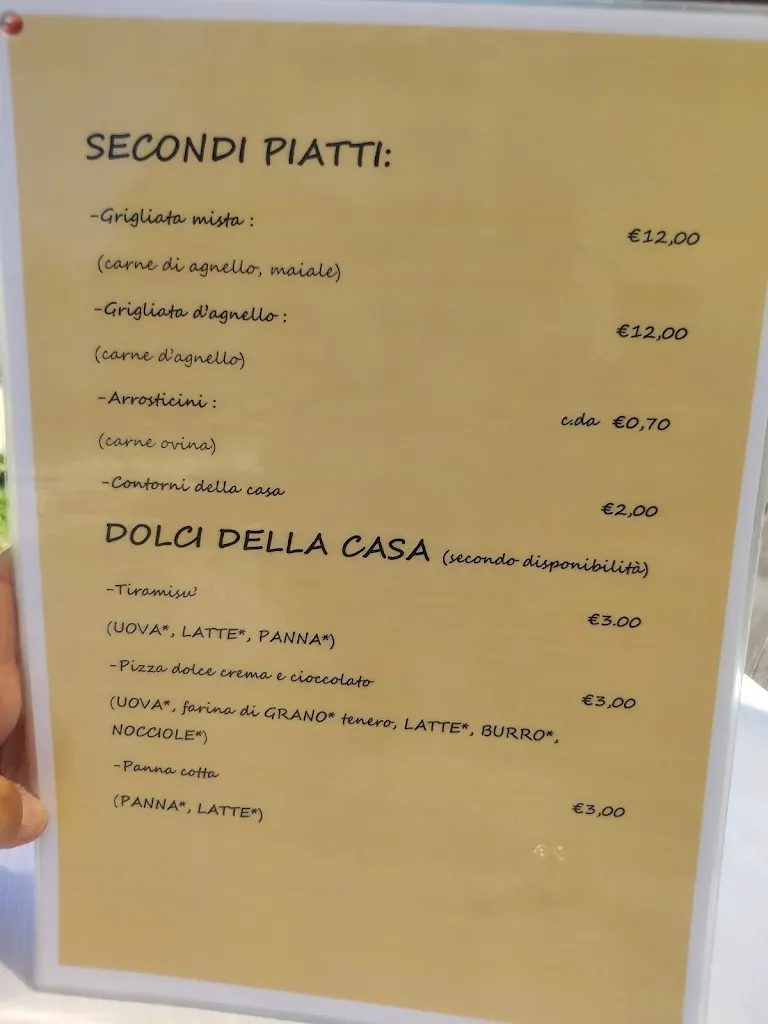 SECONDI PIATTI:
-Grigliata mista : €12,00
(carne di agnello, maiale)
-Grigliata d'agnello : €12,00
(carne d'agnello)
-Arrosticini : c.da €0,70
(carne ovina)
-Contorni della casa €2,00
DOLCI DELLA CASA (secondo disponibilità)
-Tiramisu' €3.00
(UOVA*, LATTE*, PANNA*)
-Pizza dolce crema e cioccolato €3,00
(UOVA*, farina di GRANO* tenero, LATTE*, BURRO*,
NOCCIOLE*)
-Panna cotta
(PANNA*, LATTE*) €3,00